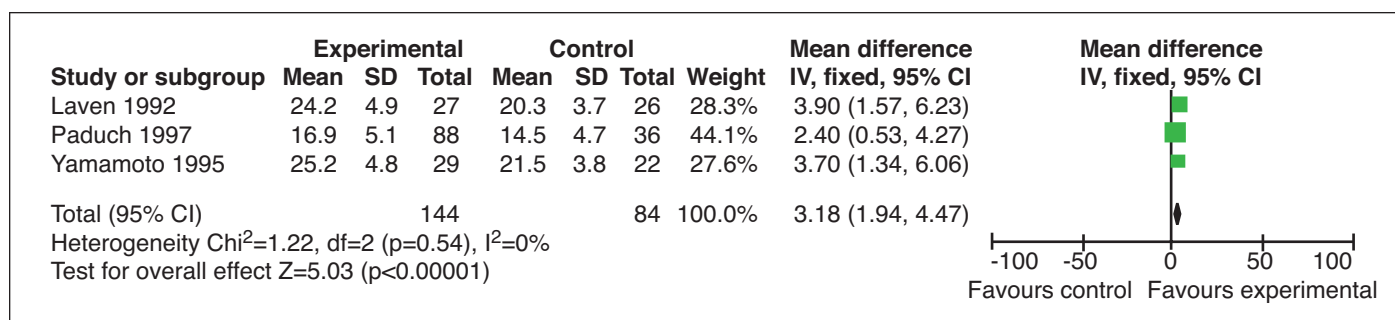 Experimental Control Mean difference Mean difference
Study or subgroup Mean SD Total Mean SD Total Weight IV, fixed, 95% CI IV, fixed, 95% CI
Laven 1992 24.2 4.9 27 20.3 3.7 26 28.3% 3.90 (1.57, 6.23)
Paduch 1997 16.9 5.1 88 14.5 4.7 36 44.1% 2.40 (0.53, 4.27)
Yamamoto 1995 25.2 4.8 29 21.5 3.8 22 27.6% 3.70 (1.34, 6.06)
Total (95% CI) 144 84 100.0% 3.18 (1.94, 4.47)
Heterogeneity Chi²=1.22, df=2 (p=0.54), I²=0%
Test for overall effect Z=5.03 (p<0.00001)
-100 -50 0 50 100
Favours control Favours experimental